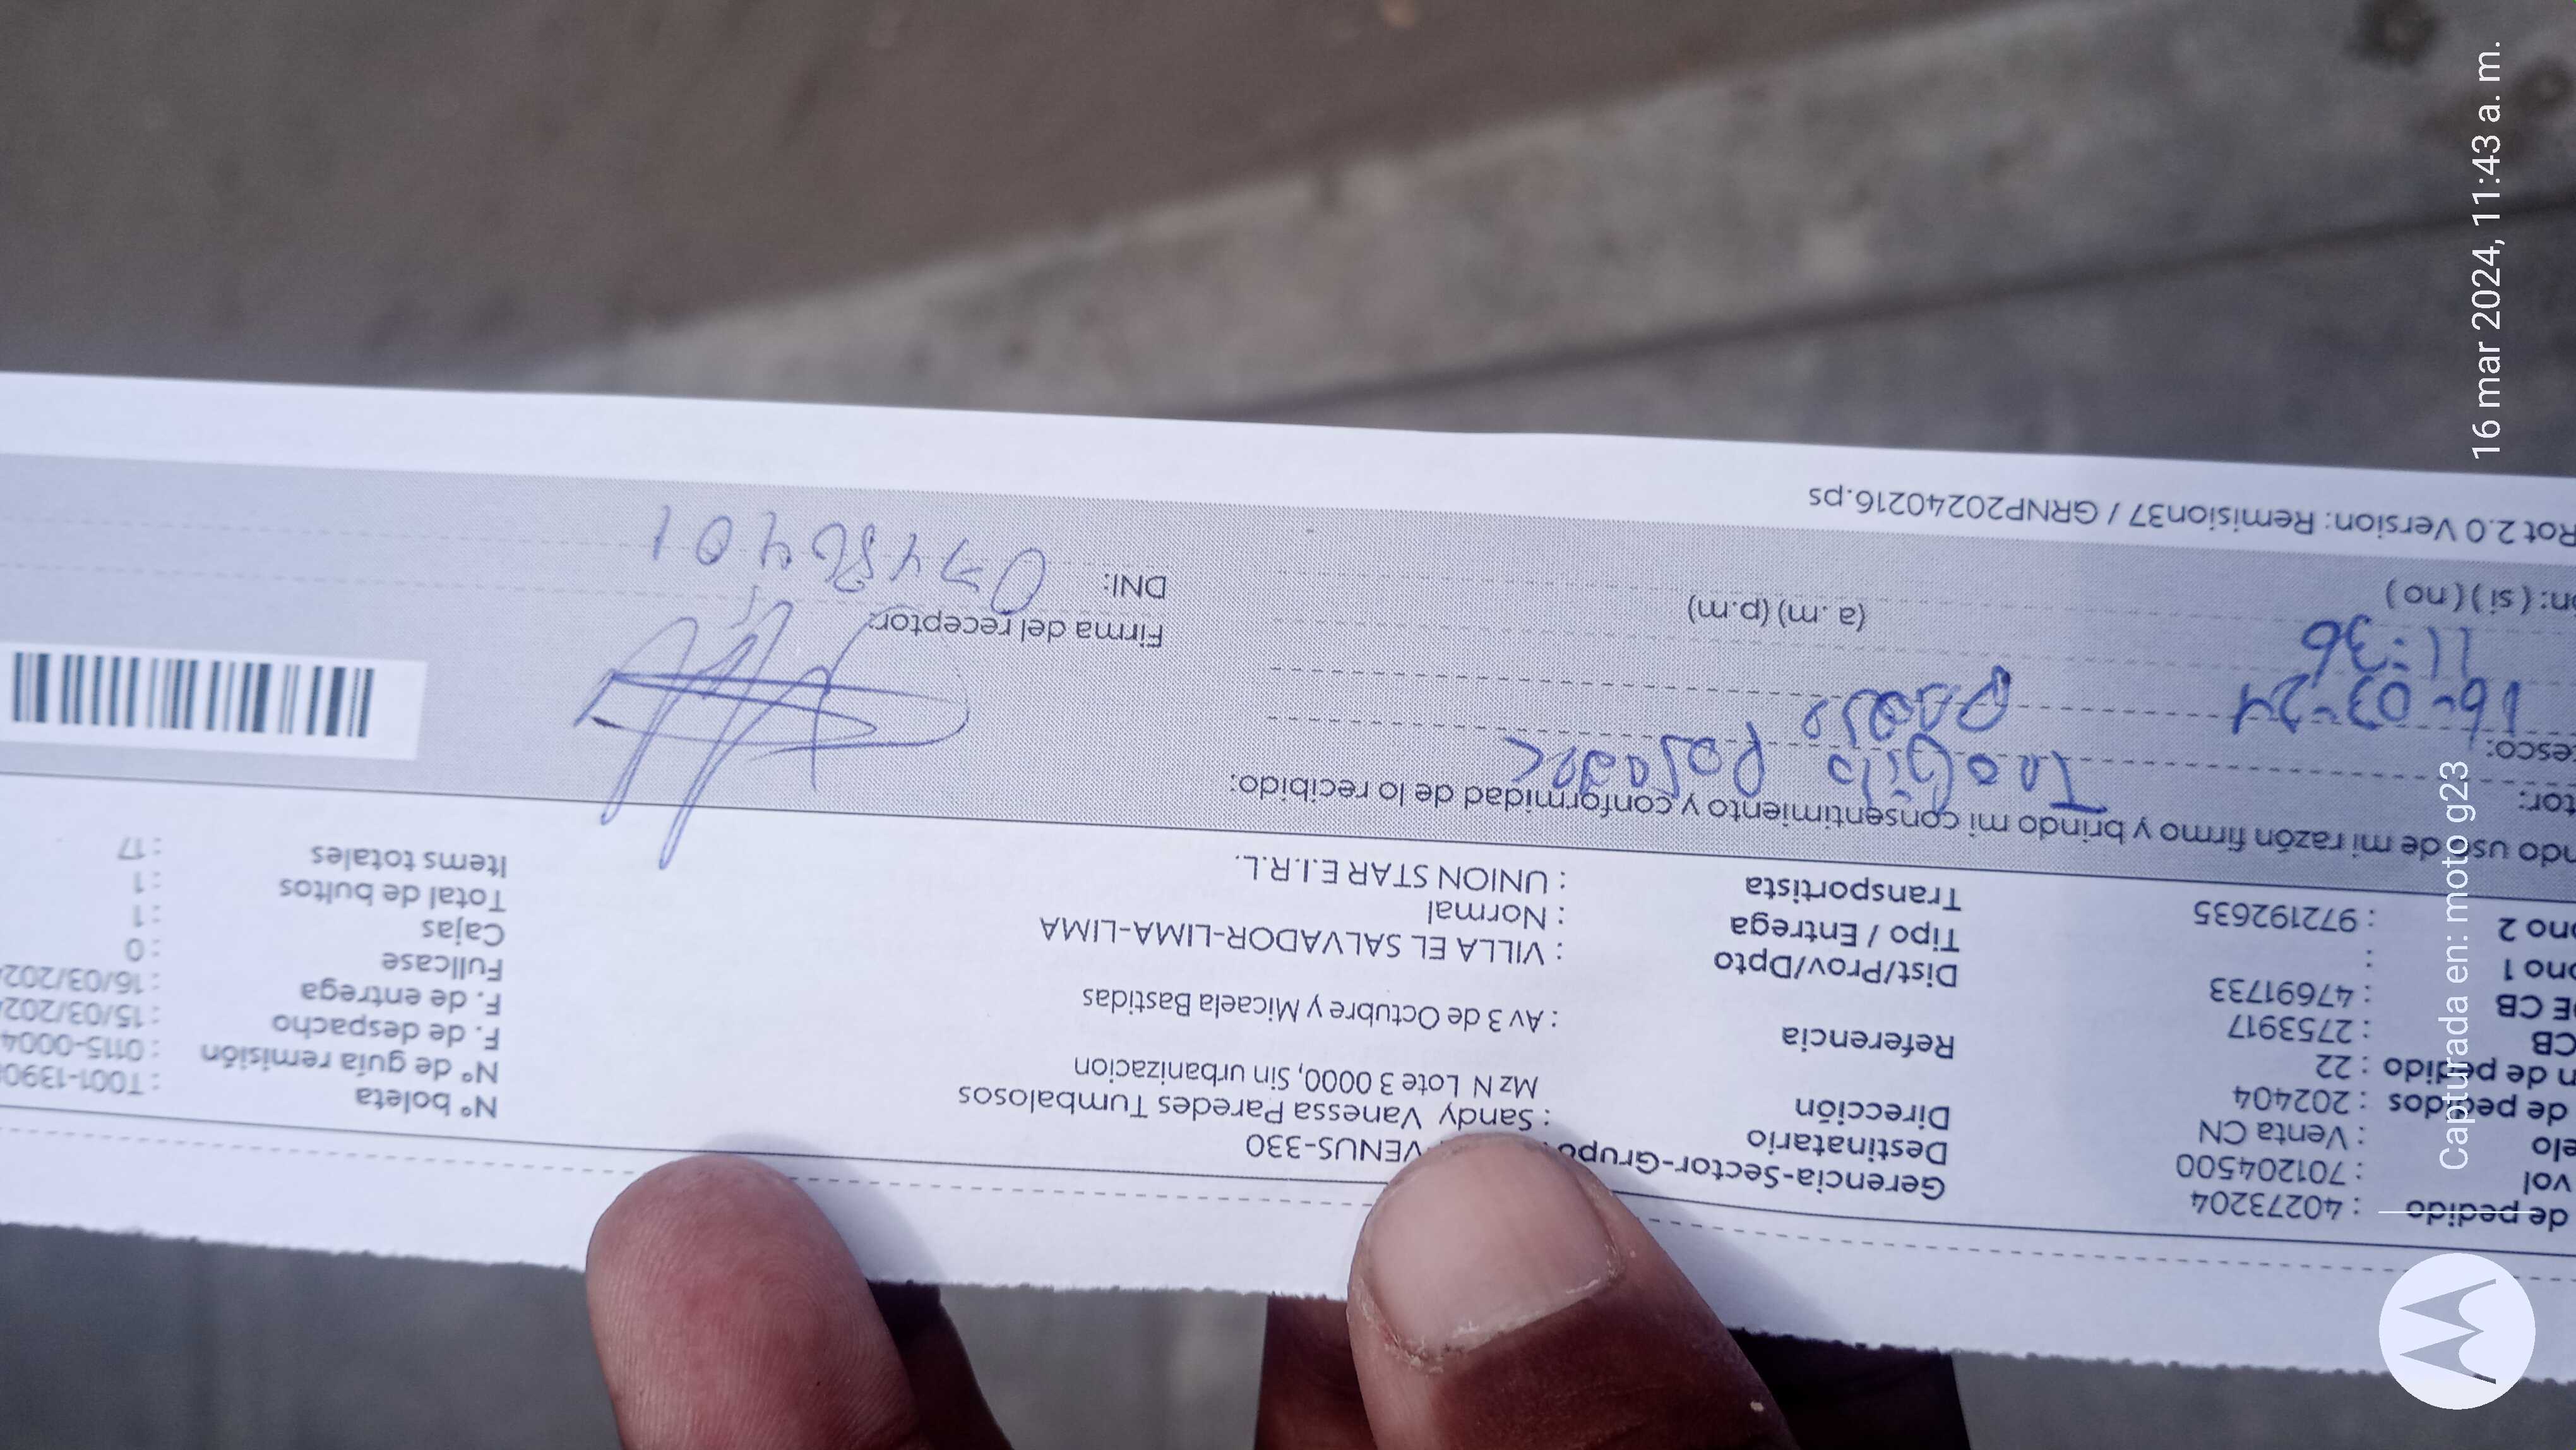 de pedido : 40273204
vol : 701204500
elo : Venta CN
de pedidos : 202404
n de pedido : 22
CB : 2753917
E CB : 47691733
ono 1 :
ono 2 : 972192635
Gerencia-Sector-Grupo VENUS-330
Destinatario : Sandy Vanessa Paredes Tumbalosos
Dirección
Mz N Lote 3 0000, Sin urbanizacion
Referencia : Av 3 de Octubre y Micaela Bastidas
Dist/Prov/Dpto : VILLA EL SALVADOR-LIMA-LIMA
Tipo / Entrega : Normal
Transportista : UNION STAR E.I.R.L.
Nº boleta : T001-1390
Nº de guía remisión : 0115-0004
F. de despacho : 15/03/202
F. de entrega : 16/03/202
Fullcase : 0
Cajas : 1
Total de bultos : 1
Items totales : 17
ndo uso de mi razón firmo y brindo mi consentimiento y conformidad de lo recibido:
tor:
esco:
16-03-24
11:36
(a. m) (p.m)
n: ( si ) ( no )
Firma del receptor:
DNI:
Rot 2.0 Version: Remision37 / GRNP20240216.ps
Capturada en: moto g23
16 mar 2024, 11:43 a. m.